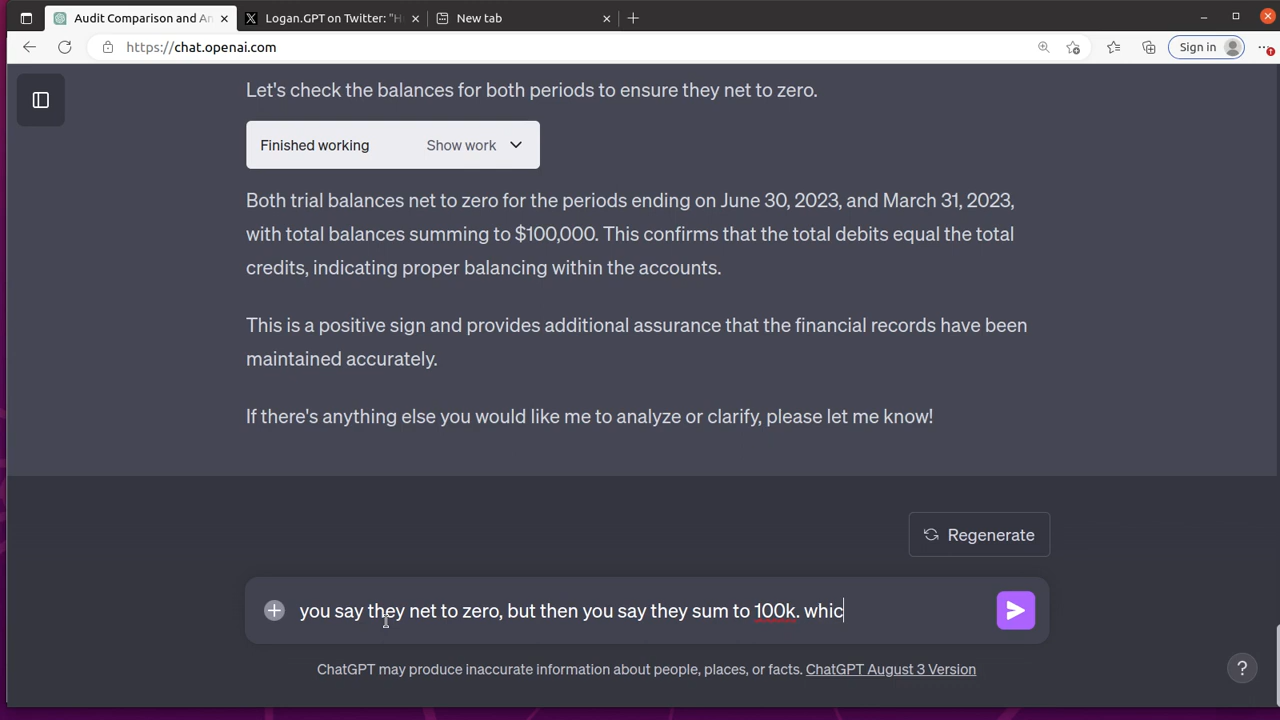 Audit Comparison and An
Logan.GPT on Twitter: "H
New tab
https://chat.openai.com
Sign in
Let's check the balances for both periods to ensure they net to zero.
Finished working Show work
Both trial balances net to zero for the periods ending on June 30, 2023, and March 31, 2023,
with total balances summing to $100,000. This confirms that the total debits equal the total
credits, indicating proper balancing within the accounts.
This is a positive sign and provides additional assurance that the financial records have been
maintained accurately.
If there's anything else you would like me to analyze or clarify, please let me know!
Regenerate
you say they net to zero, but then you say they sum to 100k. whic
ChatGPT may produce inaccurate information about people, places, or facts. ChatGPT August 3 Version
?